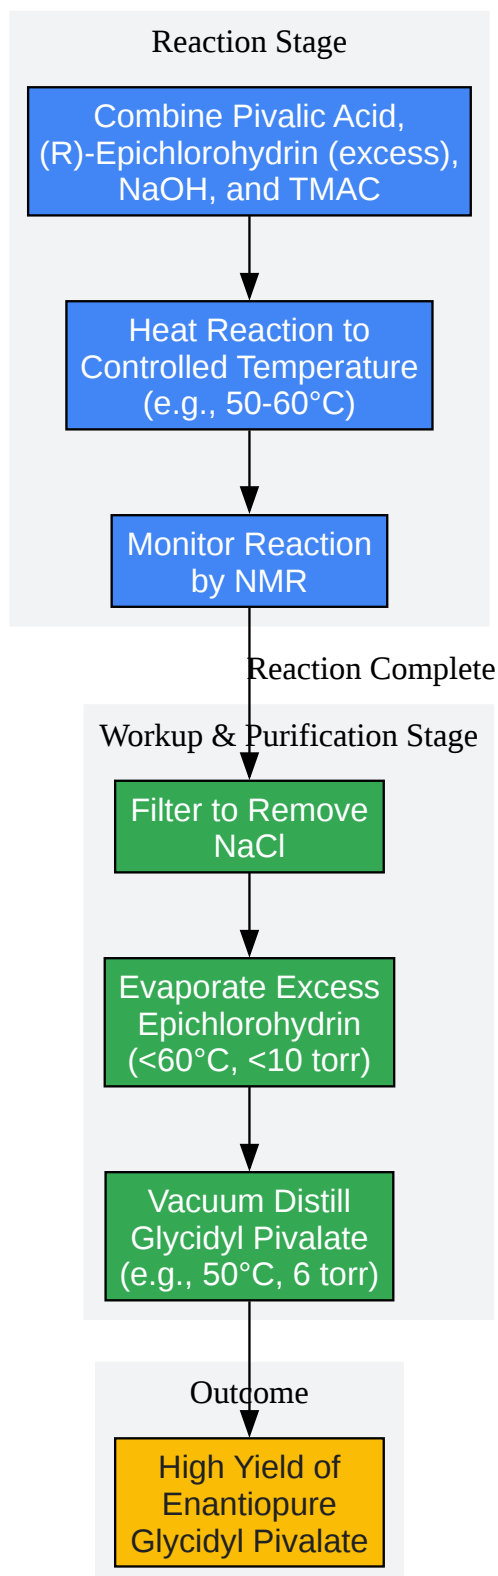 Reaction Stage
Combine Pivalic Acid,
(R)-Epichlorohydrin (excess),
NaOH, and TMAC
Heat Reaction to
Controlled Temperature
(e.g., 50-60°C)
Monitor Reaction
by NMR
Reaction Complete
Workup & Purification Stage
Filter to Remove
NaCl
Evaporate Excess
Epichlorohydrin
(<60°C, <10 torr)
Vacuum Distill
Glycidyl Pivalate
(e.g., 50°C, 6 torr)
Outcome
High Yield of
Enantiopure
Glycidyl Pivalate